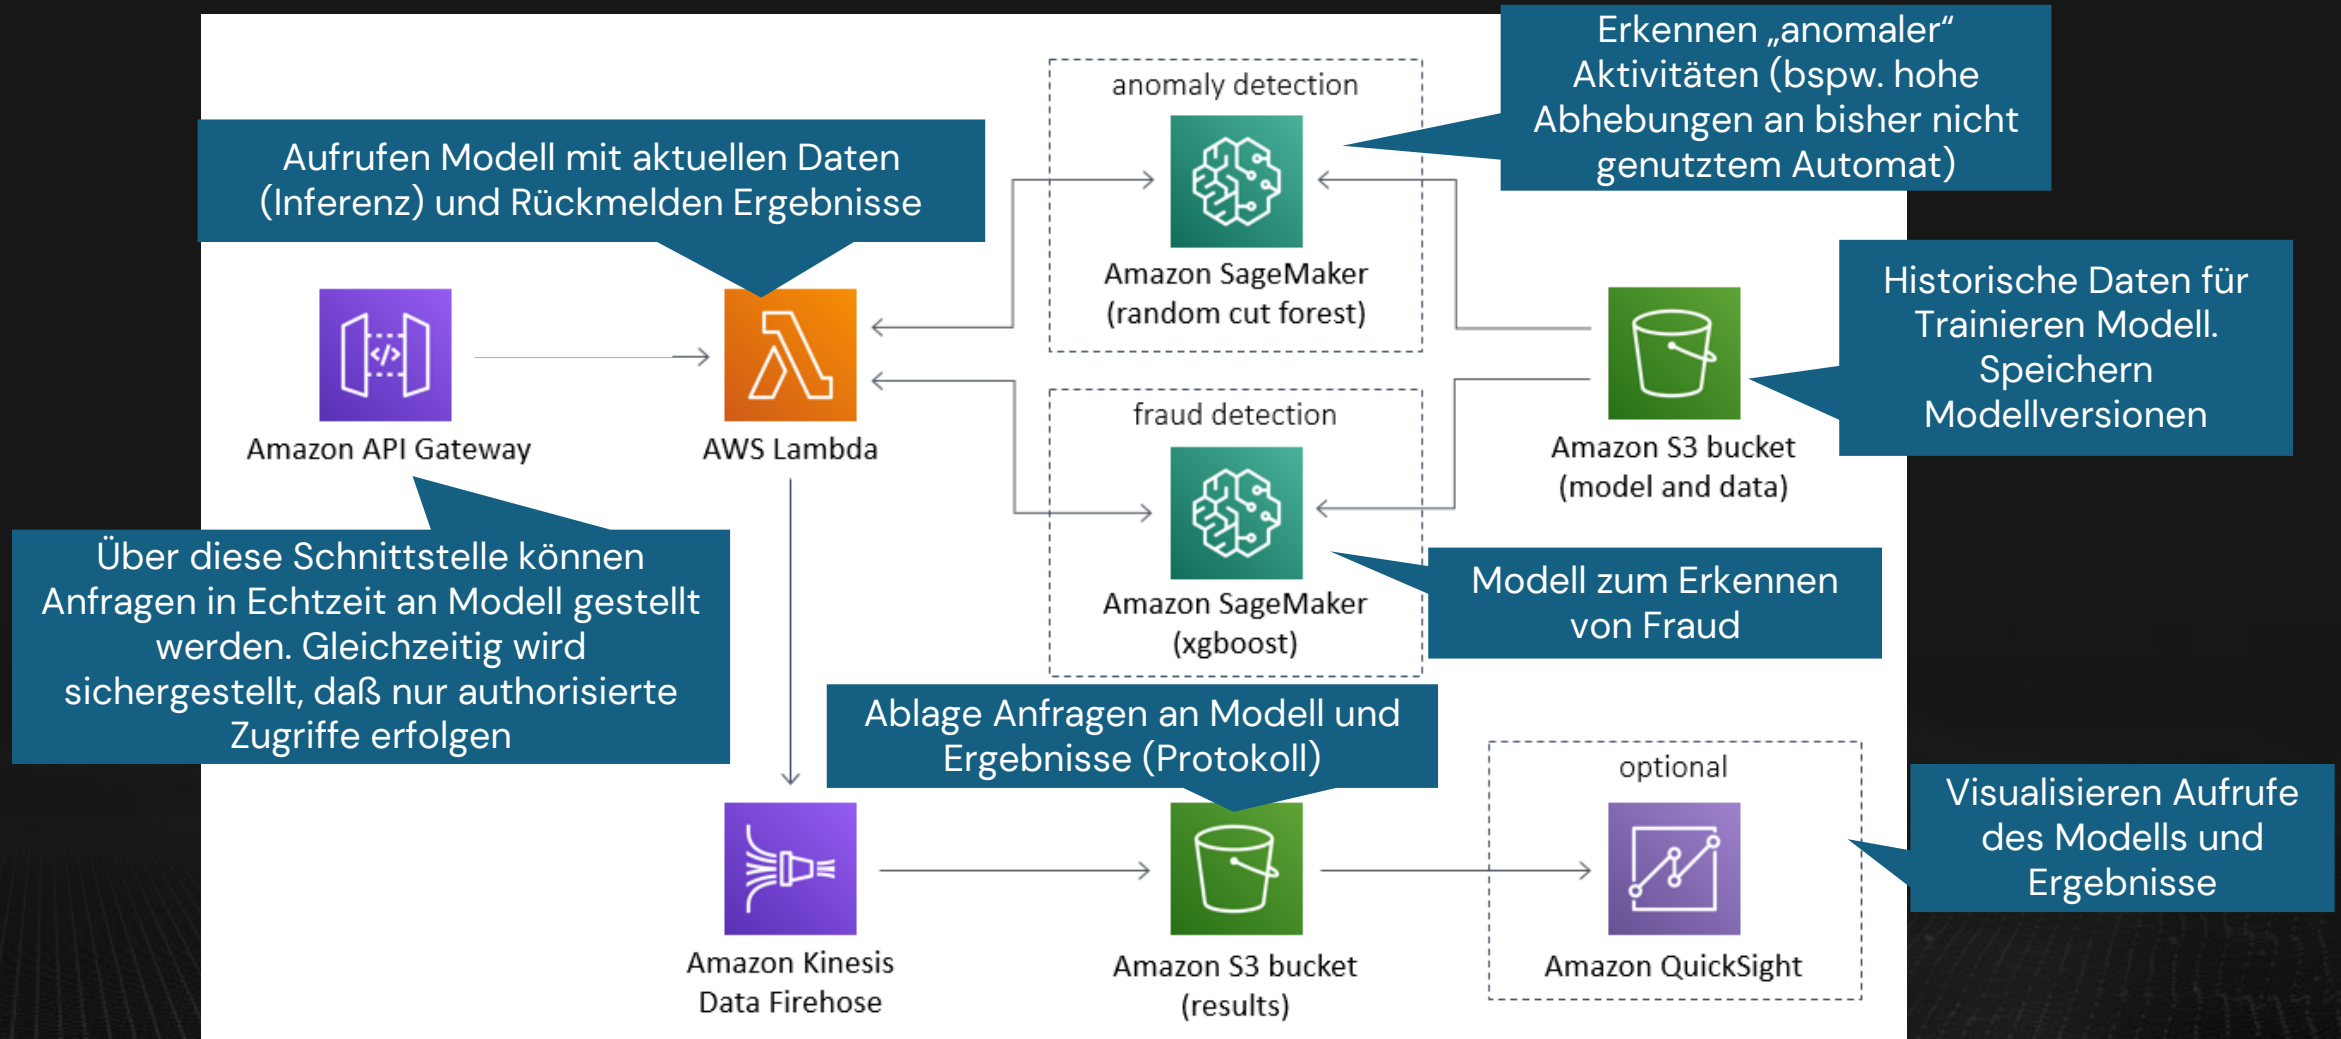 Erkennen „anomaler“
Aktivitäten (bspw. hohe
Abhebungen an bisher nicht
genutztem Automat)
anomaly detection
Aufrufen Modell mit aktuellen Daten
(Inferenz) und Rückmelden Ergebnisse
Amazon SageMaker
(random cut forest)
Historische Daten für
Trainieren Modell.
Speichern
Modellversionen
</>
Amazon API Gateway
AWS Lambda
fraud detection
Amazon S3 bucket
(model and data)
Über diese Schnittstelle können
Anfragen in Echtzeit an Modell gestellt
werden. Gleichzeitig wird
sichergestellt, daß nur authorisierte
Zugriffe erfolgen
Amazon SageMaker
(xgboost)
Modell zum Erkennen
von Fraud
Ablage Anfragen an Modell und
Ergebnisse (Protokoll)
optional
Visualisieren Aufrufe
des Modells und
Ergebnisse
Amazon Kinesis
Data Firehose
Amazon S3 bucket
(results)
Amazon QuickSight